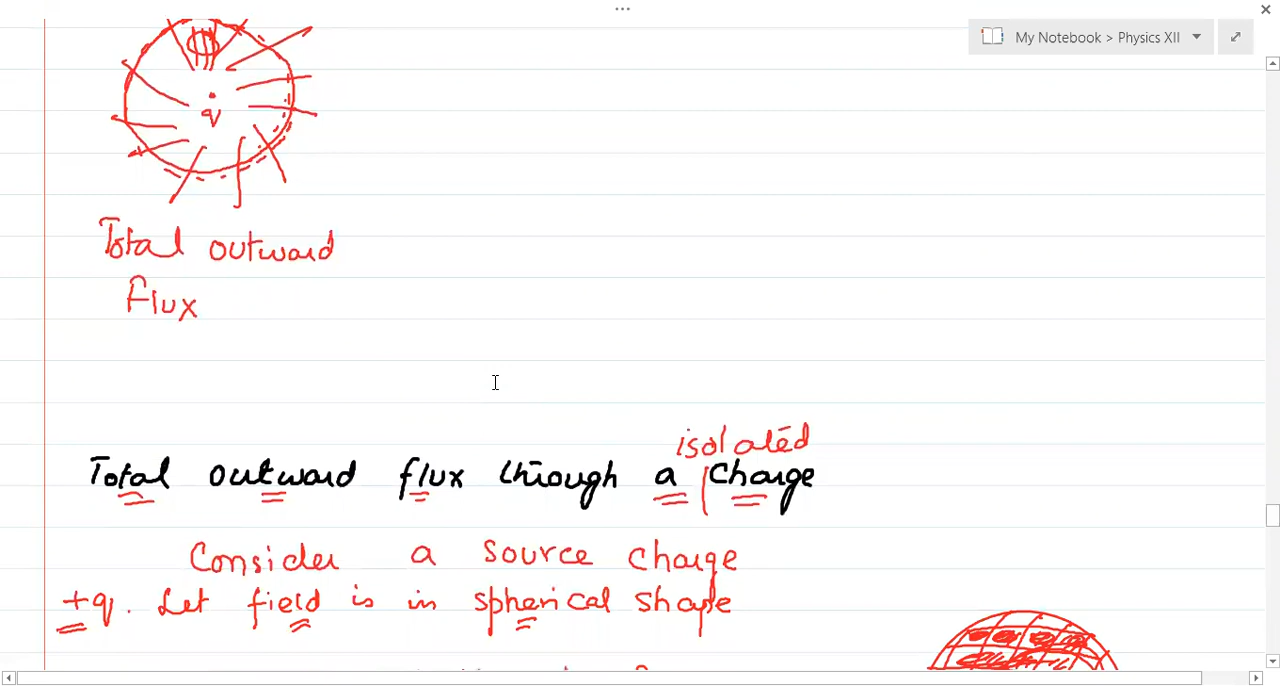 ...
My Notebook > Physics XII
q
Total outward
flux
isolated
Total outward flux through a charge
Consider a source charge
+q. Let field is in spherical shape